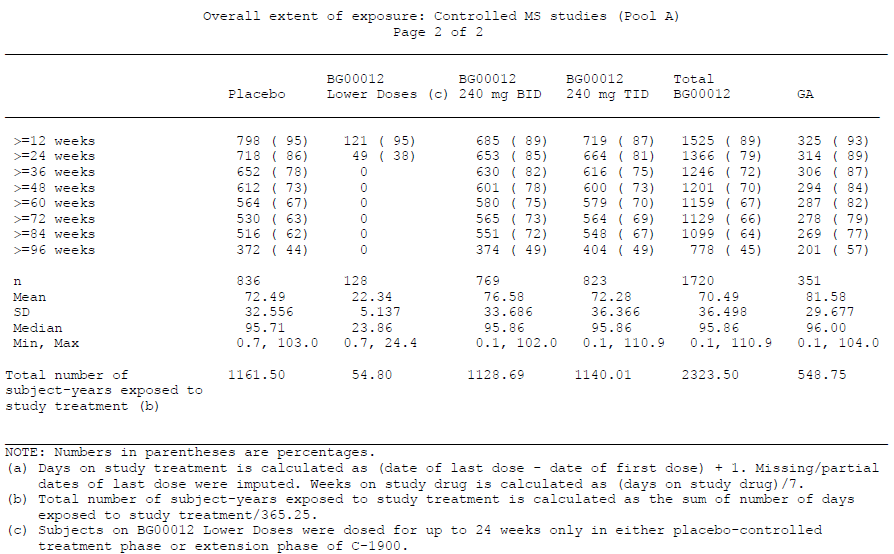 Overall extent of exposure: Controlled MS studies (Pool A)
Page 2 of 2
BG00012 BG00012 BG00012 Total
Placebo Lower Doses (c) 240 mg BID 240 mg TID BG00012 GA
>=12 weeks 798 ( 95) 121 ( 95) 685 ( 89) 719 ( 87) 1525 ( 89) 325 ( 93)
>=24 weeks 718 ( 86) 49 ( 38) 653 ( 85) 664 ( 81) 1366 ( 79) 314 ( 89)
>=36 weeks 652 ( 78) 0 630 ( 82) 616 ( 75) 1246 ( 72) 306 ( 87)
>=48 weeks 612 ( 73) 0 601 ( 78) 600 ( 73) 1201 ( 70) 294 ( 84)
>=60 weeks 564 ( 67) 0 580 ( 75) 579 ( 70) 1159 ( 67) 287 ( 82)
>=72 weeks 530 ( 63) 0 565 ( 73) 564 ( 69) 1129 ( 66) 278 ( 79)
>=84 weeks 516 ( 62) 0 551 ( 72) 548 ( 67) 1099 ( 64) 269 ( 77)
>=96 weeks 372 ( 44) 0 374 ( 49) 404 ( 49) 778 ( 45) 201 ( 57)
n 836 128 769 823 1720 351
Mean 72.49 22.34 76.58 72.28 70.49 81.58
SD 32.556 5.137 33.686 36.366 36.498 29.677
Median 95.71 23.86 95.86 95.86 95.86 96.00
Min, Max 0.7, 103.0 0.7, 24.4 0.1, 102.0 0.1, 110.9 0.1, 110.9 0.1, 104.0
Total number of 1161.50 54.80 1128.69 1140.01 2323.50 548.75
subject-years exposed to
study treatment (b)
NOTE: Numbers in parentheses are percentages.
(a) Days on study treatment is calculated as (date of last dose - date of first dose) + 1. Missing/partial
dates of last dose were imputed. Weeks on study drug is calculated as (days on study drug)/7.
(b) Total number of subject-years exposed to study treatment is calculated as the sum of number of days
exposed to study treatment/365.25.
(c) Subjects on BG00012 Lower Doses were dosed for up to 24 weeks only in either placebo-controlled
treatment phase or extension phase of C-1900.